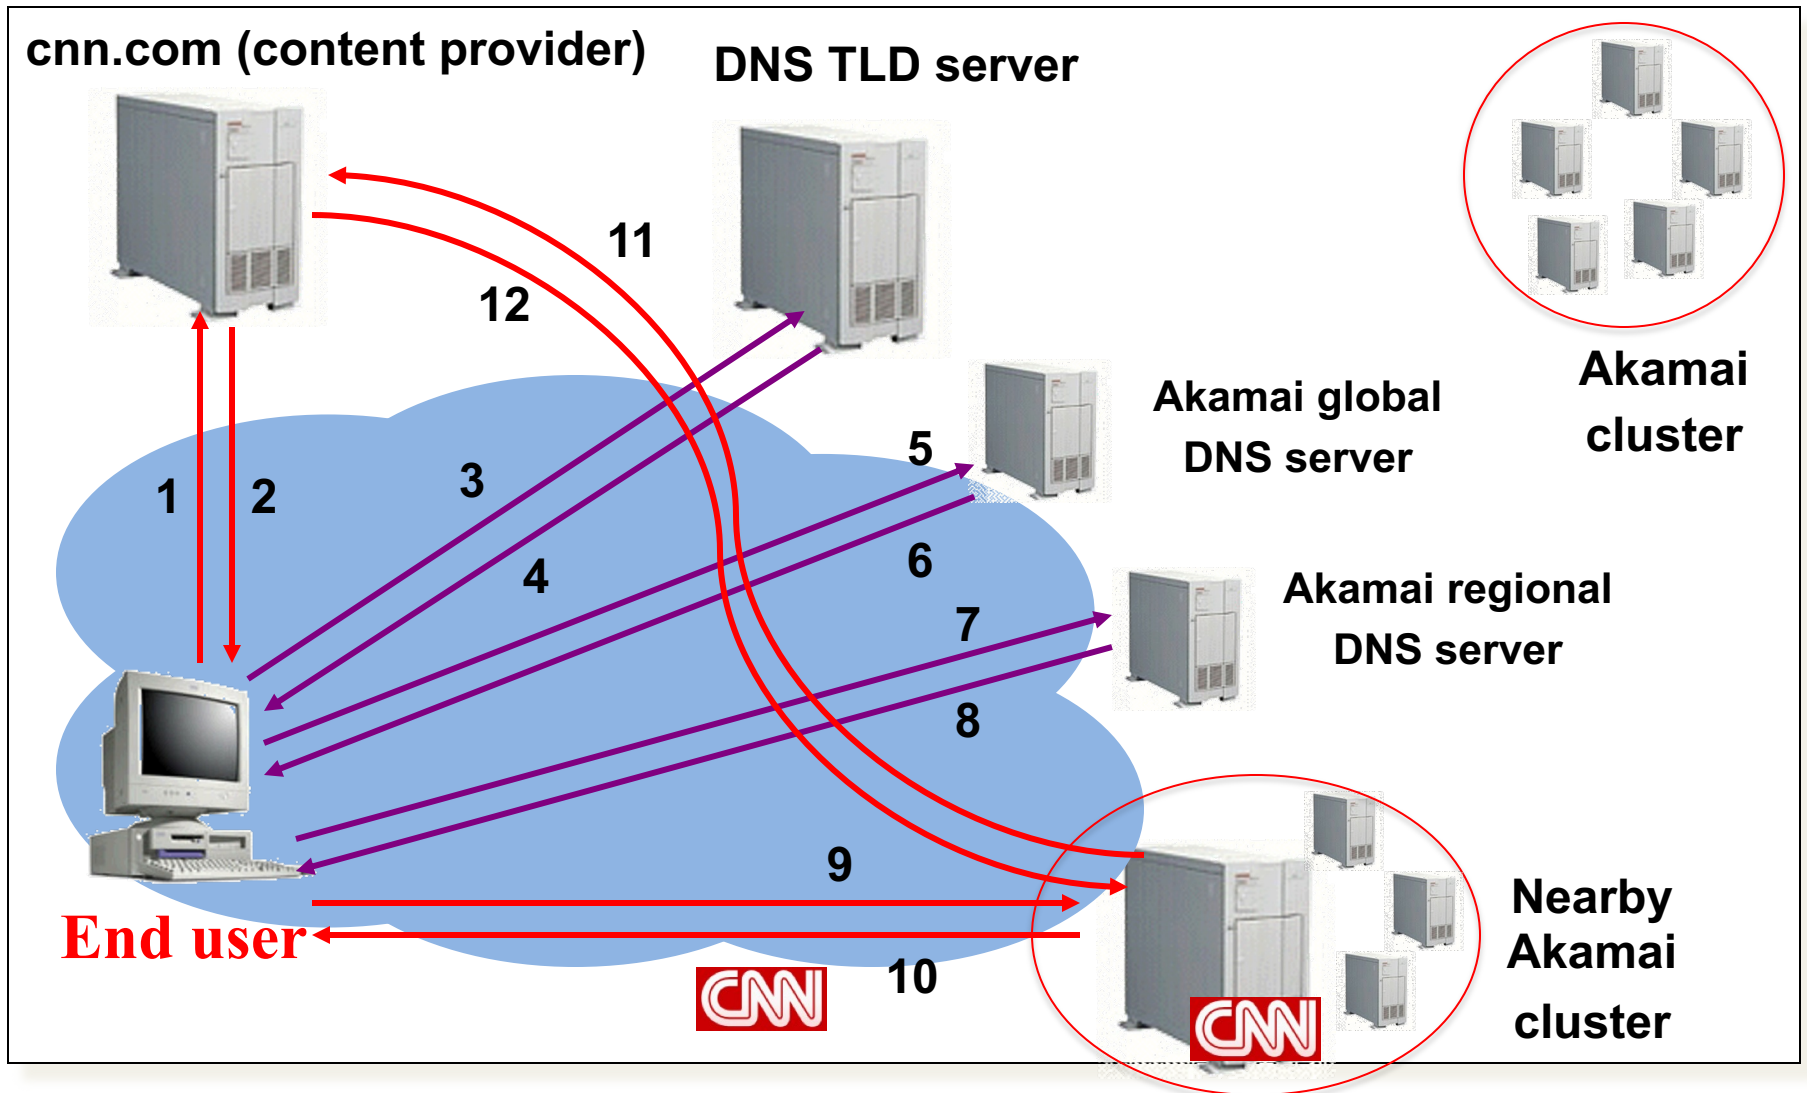 cnn.com (content provider)
DNS TLD server
11
12
Akamai
cluster
Akamai global
DNS server
5
3
1
2
6
4
Akamai regional
DNS server
7
8
9
Nearby
Akamai
cluster
End user
10
CNN
CNN